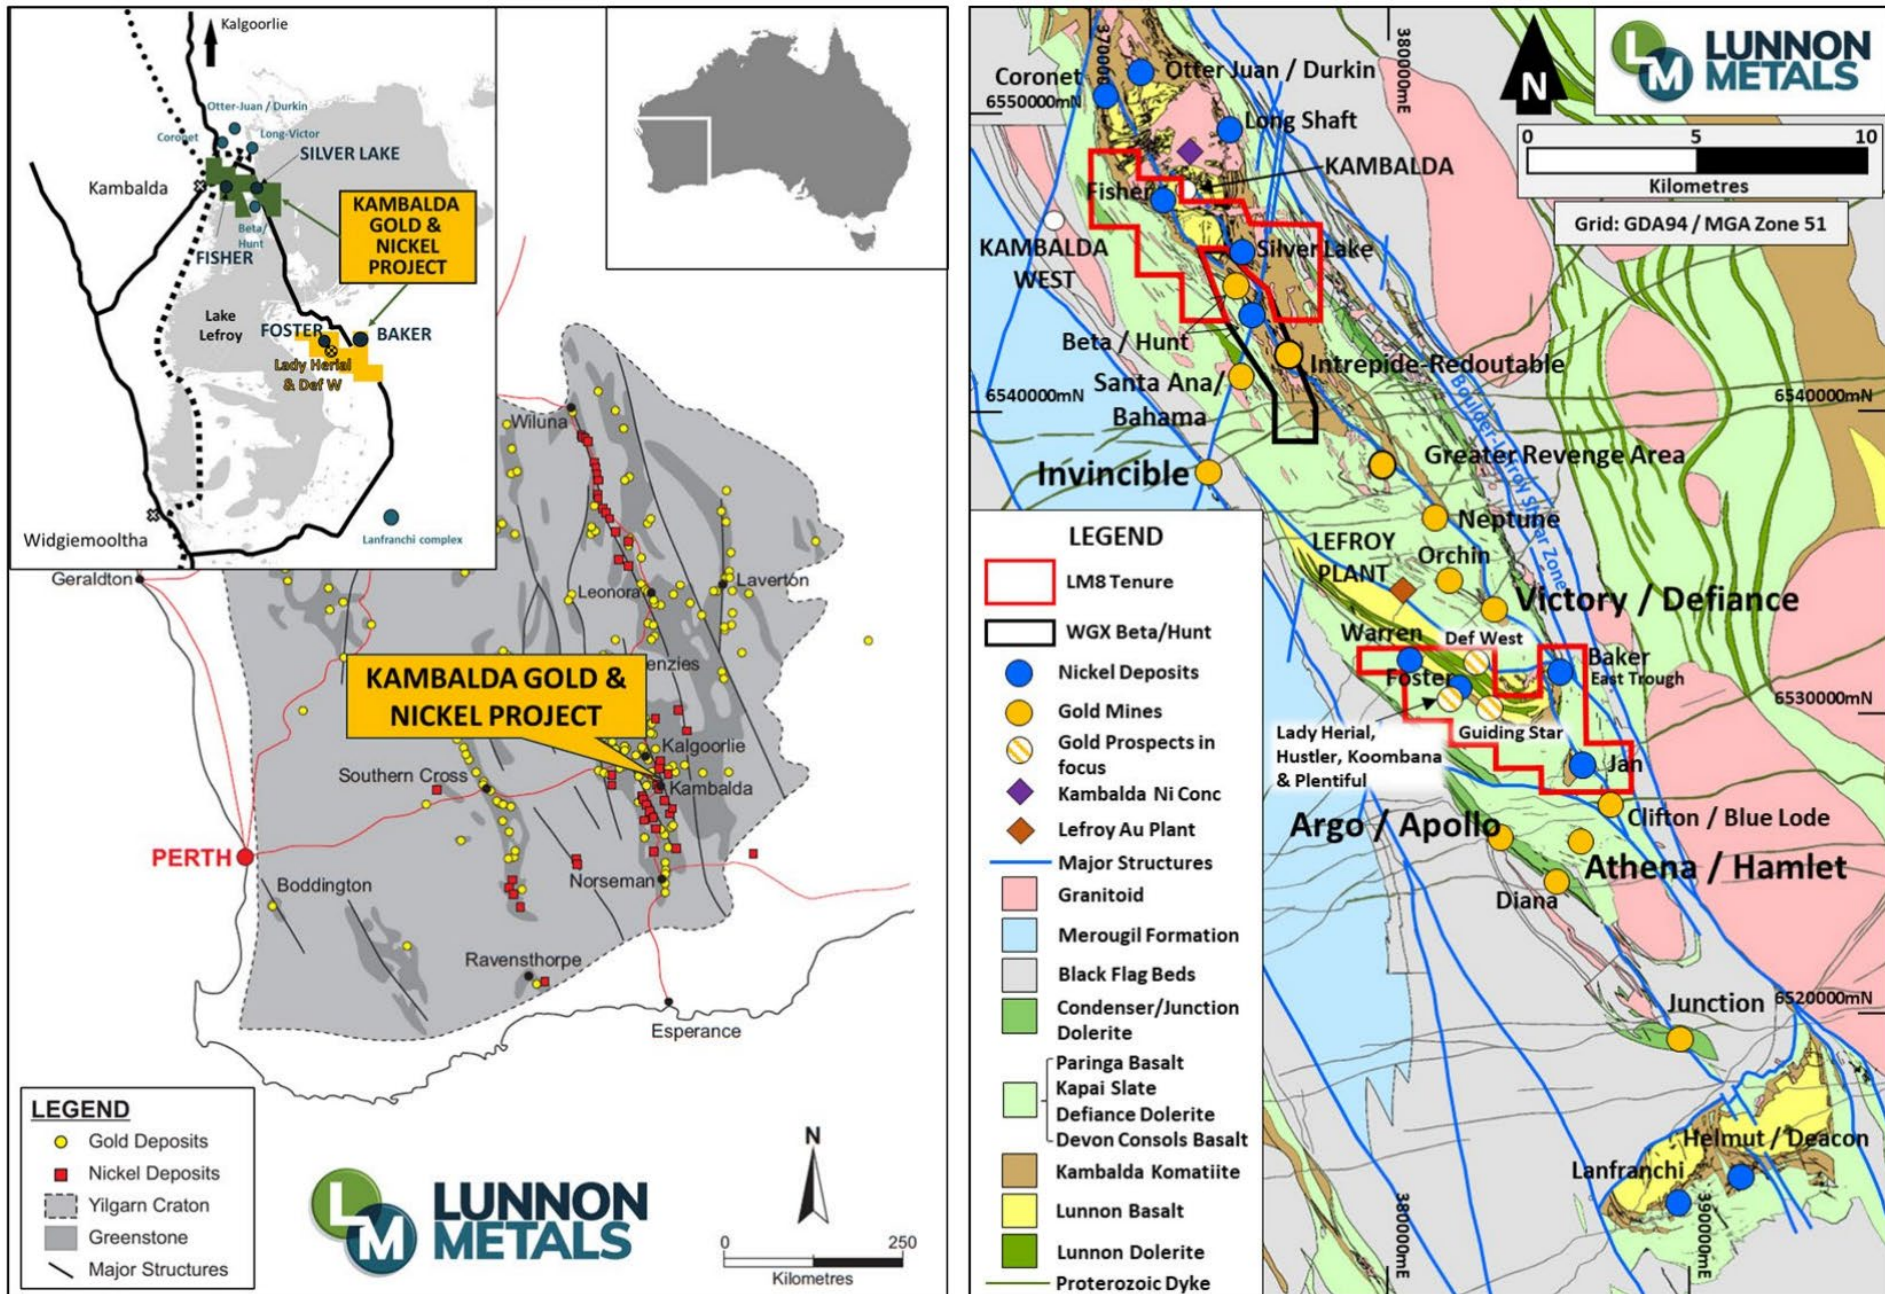 Kalgoorlie
Otter-Juan / Durkin
Coronet
Long-Victor
SILVER LAKE
Kambalda
KAMBALDA
GOLD &
NICKEL
PROJECT
Beta/
Hunt
FISHER
Lake
Lefroy
FOSTER
BAKER
Lady Herial
& Def W
Widgiemooltha
Lanfranchi complex
Wiluna
Geraldton
Leonora
Laverton
enzies
KAMBALDA GOLD &
NICKEL PROJECT
Kalgoorlie
Southern Cross
Kambalda
PERTH
Norseman
Boddington
Ravensthorpe
Esperance
LEGEND
Gold Deposits
Nickel Deposits
Yilgarn Craton
Greenstone
Major Structures
LM
LUNNON
METALS
N
0 250
Kilometres
370000mE
380000mE
LM
LUNNON
METALS
N
0 5 10
Kilometres
Grid: GDA94 / MGA Zone 51
Coronet
Otter Juan / Durkin
6550000mN
Long Shaft
KAMBALDA
Fisher
KAMBALDA
WEST
Silver Lake
Beta / Hunt
Intrepide-Redoutable
Santa Ana/
Bahama
6540000mN
6540000mN
Boulder-Lefroy Shear Zone
Greater Revenge Area
Invincible
Neptune
LEFROY
PLANT
Orchin
Victory / Defiance
Warren
Def West
Baker
East Trough
Foster
6530000mN
Guiding Star
Lady Herial,
Hustler, Koombana
& Plentiful
Jan
Clifton / Blue Lode
Argo / Apollo
Athena / Hamlet
Diana
Junction
6520000mN
Helmut / Deacon
Lanfranchi
380000mE
390000mE
LEGEND
LM8 Tenure
WGX Beta/Hunt
Nickel Deposits
Gold Mines
Gold Prospects in
focus
Kambalda Ni Conc
Lefroy Au Plant
Major Structures
Granitoid
Merougil Formation
Black Flag Beds
Condenser/Junction
Dolerite
Paringa Basalt
Kapai Slate
Defiance Dolerite
Devon Consols Basalt
Kambalda Komatiite
Lunnon Basalt
Lunnon Dolerite
Proterozoic Dyke